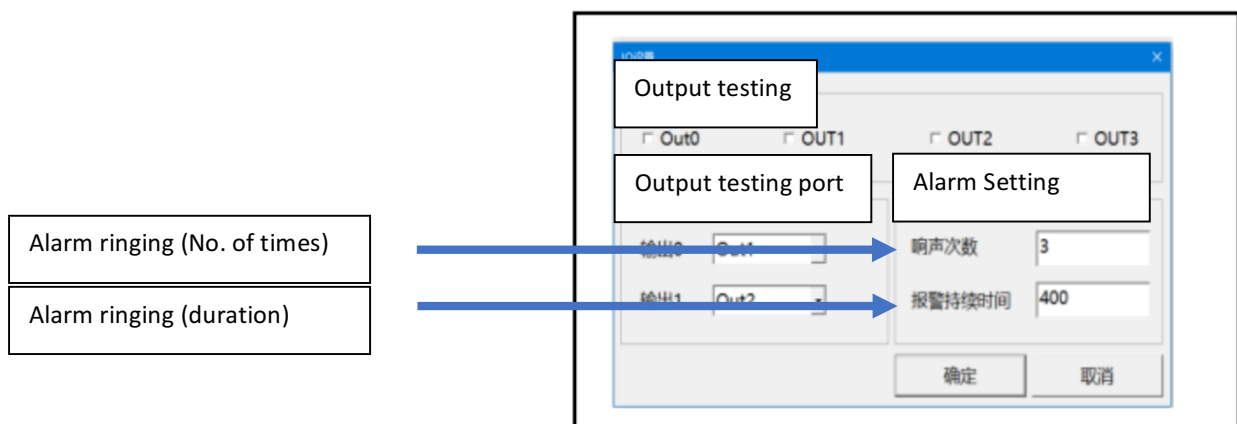 Output testing
Out0 OUT1 OUT2 OUT3
Output testing port
Alarm Setting
Alarm ringing (No. of times)
响声次数 3
Alarm ringing (duration)
报警持续时间 400
确定 取消